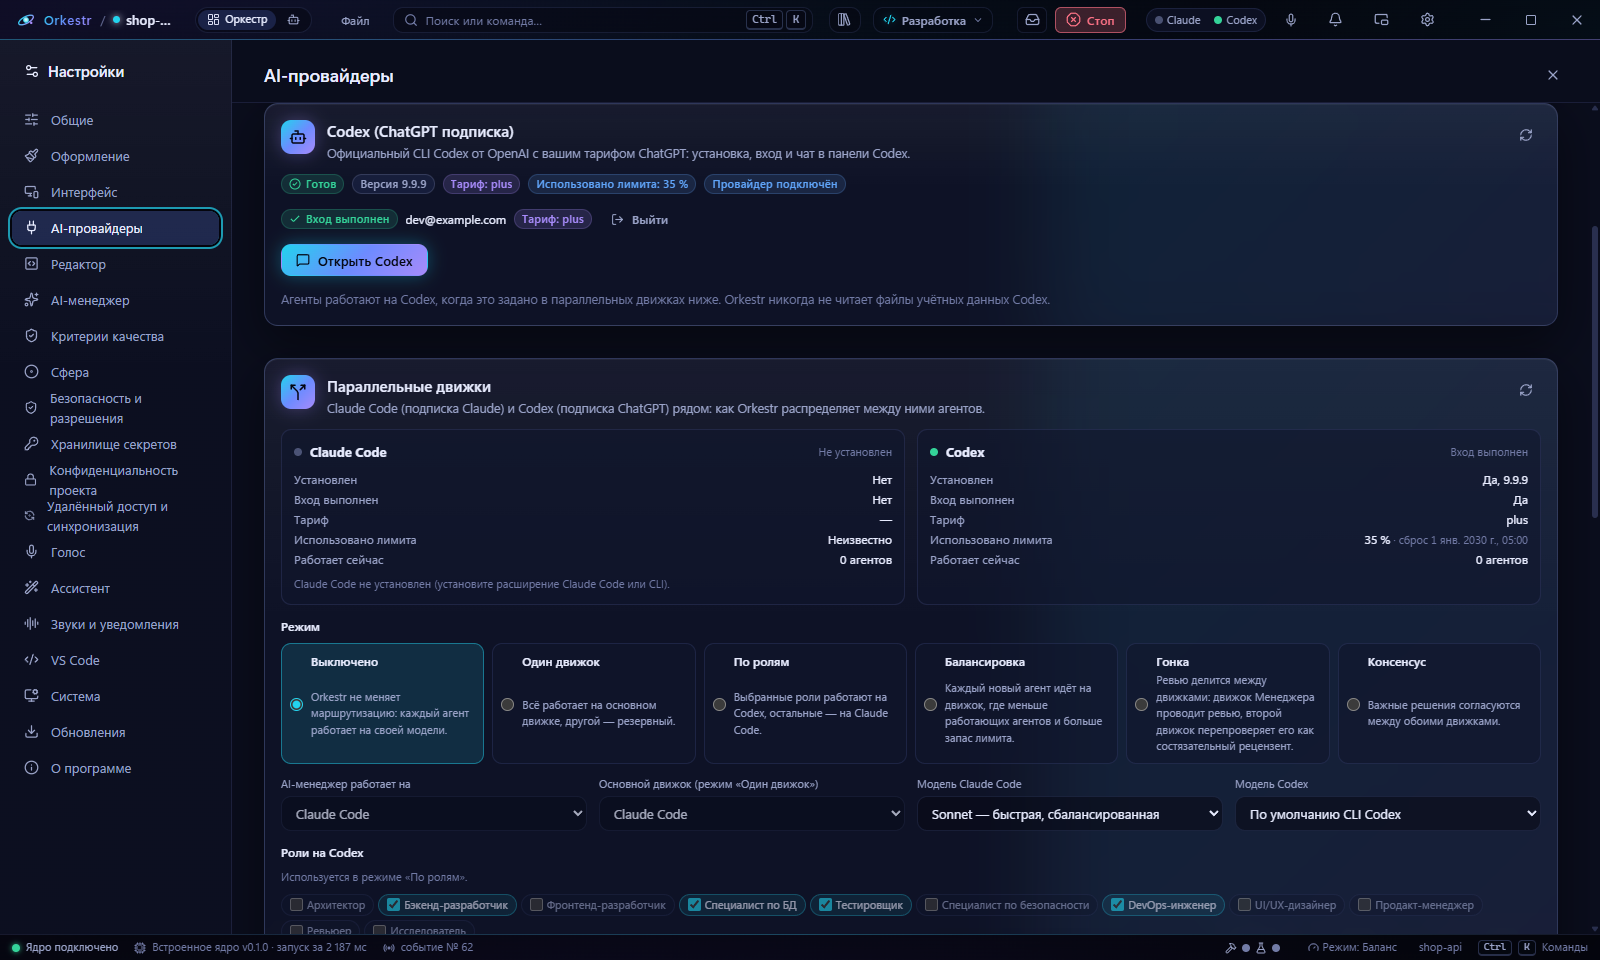 Orkestr / shop-...
Оркестр
Файл
Поиск или команда...
Ctrl K
Разработка
Стоп
Claude Codex
Настройки
Общие
Оформление
Интерфейс
AI-провайдеры
Редактор
AI-менеджер
Критерии качества
Сфера
Безопасность и
разрешения
Хранилище секретов
Конфиденциальность
проекта
Удалённый доступ и
синхронизация
Голос
Ассистент
Звуки и уведомления
VS Code
Система
Обновления
О программе
AI-провайдеры
Codex (ChatGPT подписка)
Официальный CLI Codex от OpenAI с вашим тарифом ChatGPT: установка, вход и чат в панели Codex.
Готов Версия 9.9.9 Тариф: plus Использовано лимита: 35 % Провайдер подключён
Вход выполнен dev@example.com Тариф: plus Выйти
Открыть Codex
Агенты работают на Codex, когда это задано в параллельных движках ниже. Orkestr никогда не читает файлы учётных данных Codex.
Параллельные движки
Claude Code (подписка Claude) и Codex (подписка ChatGPT) рядом: как Orkestr распределяет между ними агентов.
Claude Code Не установлен
Установлен Нет
Вход выполнен Нет
Тариф —
Использовано лимита Неизвестно
Работает сейчас 0 агентов
Claude Code не установлен (установите расширение Claude Code или CLI).
Codex Вход выполнен
Установлен Да, 9.9.9
Вход выполнен Да
Тариф plus
Использовано лимита 35 % · сброс 1 янв. 2030 г., 05:00
Работает сейчас 0 агентов
Режим
Выключено
Orkestr не меняет
маршрутизацию: каждый агент
работает на своей модели.
Один движок
Всё работает на основном
движке, другой — резервный.
По ролям
Выбранные роли работают на
Codex, остальные — на Claude
Code.
Балансировка
Каждый новый агент идёт на
движок, где меньше
работающих агентов и больше
запас лимита.
Гонка
Ревью делится между
движками: движок Менеджера
проводит ревью, второй
движок перепроверяет его как
состязательный рецензент.
Консенсус
Важные решения согласуются
между обоими движками.
AI-менеджер работает на
Claude Code
Основной движок (режим «Один движок»)
Claude Code
Модель Claude Code
Sonnet — быстрая, сбалансированная
Модель Codex
По умолчанию CLI Codex
Роли на Codex
Используется в режиме «По ролям».
Архитектор Бэкенд-разработчик Фронтенд-разработчик Специалист по БД Тестировщик Специалист по безопасности DevOps-инженер UI/UX-дизайнер Продакт-менеджер
Ревьюер Исследователь
Ядро подключено Встроенное ядро v0.1.0 · запуск за 2 187 мс событие № 62
Режим: Баланс shop-api Ctrl K Команды